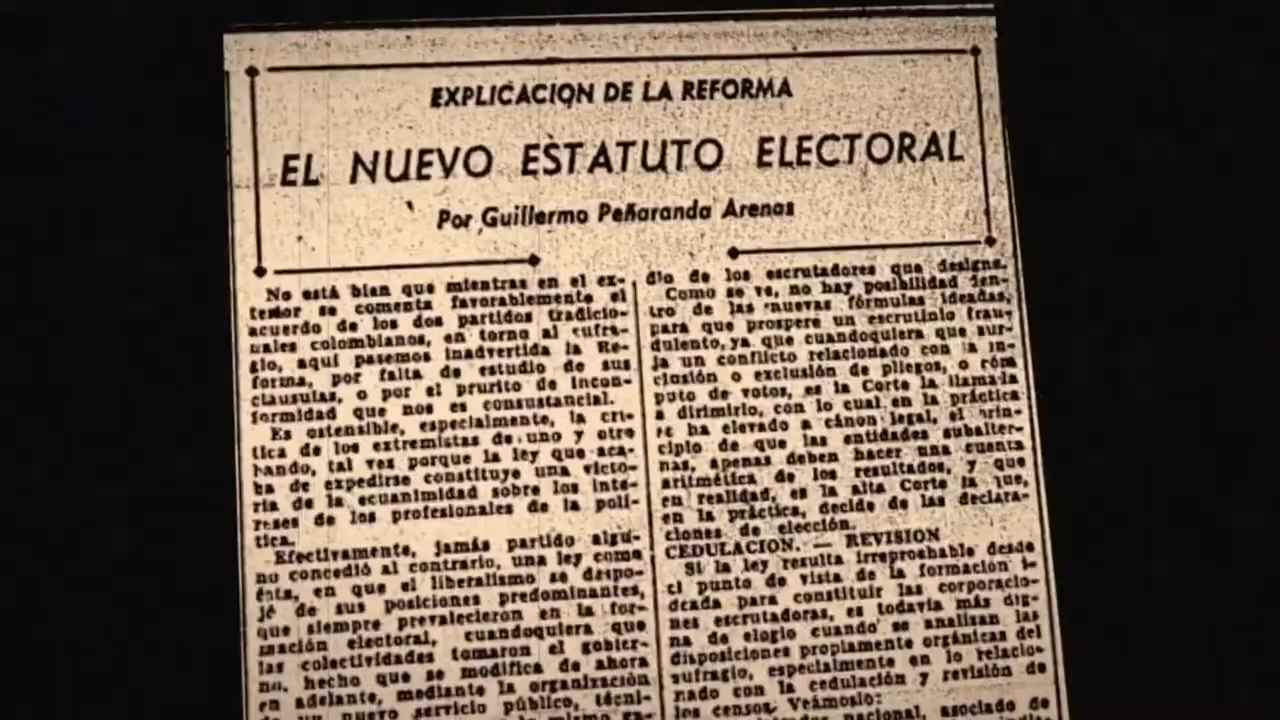 EXPLICACION DE LA REFORMA
EL NUEVO ESTATUTO ELECTORAL
Por Guillermo Peñaranda Arenas
No está bien que mientras en el ex-
terior se comenta favorablemente el
acuerdo de los dos partidos tradicio-
nales colombianos, en torno al sufra-
gio, aquí pasemos inadvertida la Re-
forma, por falta de estudio de sus
clausulas, o por el prurito de incon-
formidad que nos es consustancial.
Es ostensible, especialmente, la crí-
tica de los extremistas de uno y otro
bando, tal vez porque la ley que aca-
ba de expedirse constituye una victo-
ria de la ecuanimidad sobre los inte-
reses de los profesionales de la polí-
tica.
Efectivamente, jamás partido algu-
no concedió al contrario, una ley como
ésta, en que el liberalismo se despo-
jó de sus posiciones predominantes,
que siempre prevalecieron en la for-
mación electoral, cuandoquiera que
las colectividades tomaron el gobier-
no, hecho que se modifica de ahora
en adelante, mediante la organización
de un nuevo servicio público, técni-
dio de los escrutadores que designe.
Como se ve, no hay posibilidad den-
tro de las nuevas fórmulas ideadas,
para que prospere un escrutinio frau-
dulento, ya que cuandoquiera que sur-
ja un conflicto relacionado con la in-
clusión o exclusión de pliegos, o cóm
puto de votos, es la Corte la llamada
a dirimirlo, con lo cual en la práctica
se ha elevado a cánon legal, el prin-
cipio de que las entidades subalter-
nas, apenas deben hacer una cuenta
aritmética de los resultados, y que
en realidad, es la alta Corte la que,
en la práctica, decide de las declara-
ciones de elección.
CEDULACION. — REVISION
Si la ley resulta irreprochable desde
el punto de vista de la formación i-
deada para constituir las corporacio-
nes escrutadoras, es todavía más dig-
na de elogio cuando se analizan las
disposiciones propiamente orgánicas del
sufragio, especialmente en lo relacio-
nado con la cedulación y revisión de
los censos. Veámoslo:
nacional, asociado de